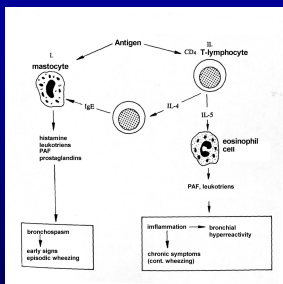 Antigen
I.
mastocyte
II.
CD4 T-lymphocyte
IgE
IL-4
IL-5
histamine
leukotriens
PAF
prostaglandins
eosinophil
cell
PAF, leukotriens
bronchospasm
early signs
episodic wheezing
imflammation
bronchial
hyperreactivity
chronic symptoms
(cont. wheezing)